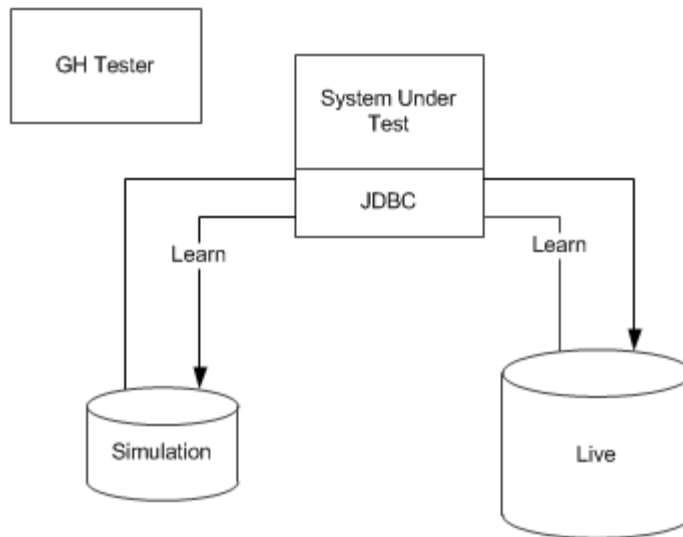 GH Tester
System Under
Test
JDBC
Learn
Learn
Simulation
Live